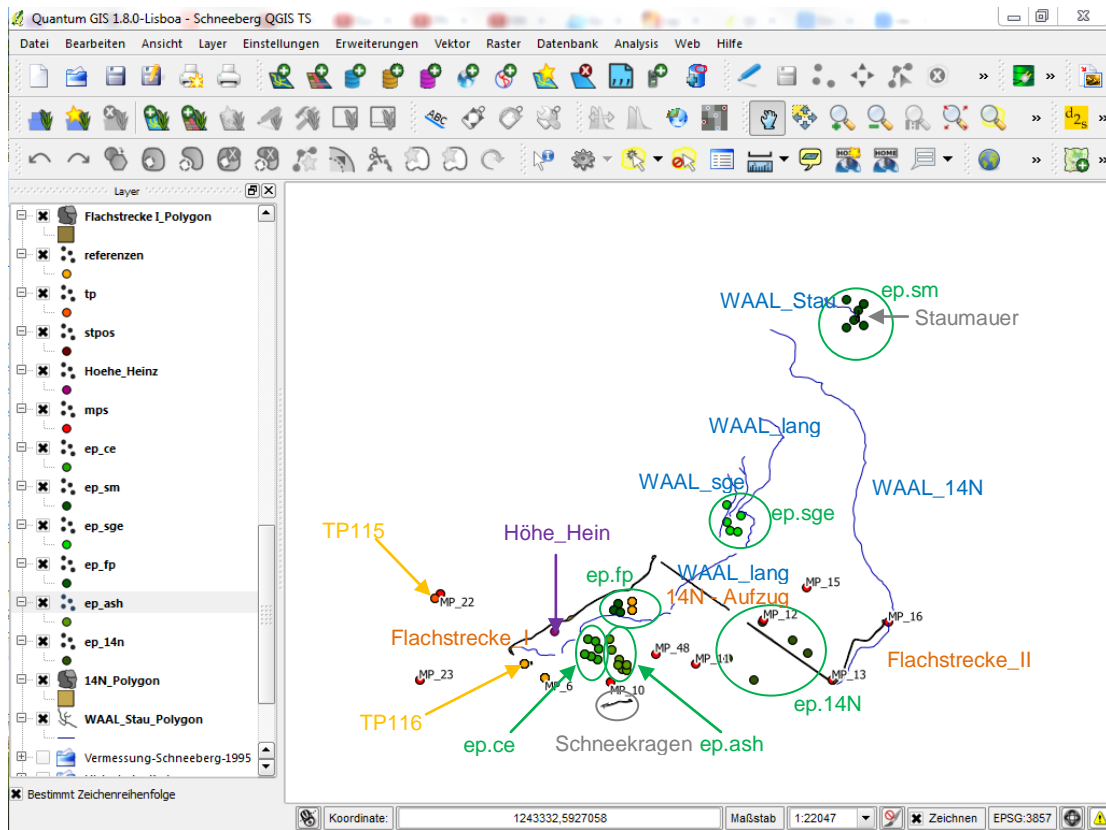 Quantum GIS 1.8.0-Lisboa - Schneeberg QGIS TS
Datei Bearbeiten Ansicht Layer Einstellungen Erweiterungen Vektor Raster Datenbank Analysis Web Hilfe
Layer
Flachstrecke I_Polygon
referenzen
tp
stpos
Hoehe_Heinz
mps
ep_ce
ep_sm
ep_sge
ep_fp
ep_ash
ep_14n
14N_Polygon
WAAL_Stau_Polygon
Vermessung-Schneeberg-1995
Bestimmt Zeichenreihenfolge
WAAL_Stau
ep.sm
Staumauer
WAAL_lang
WAAL_sge
WAAL_14N
ep.sge
TP115
Höhe_Hein
ep.fp
WAAL_lang
MP_15
14N - Aufzug
MP_22
MP_12
MP_16
Flachstrecke_I
MP_48
Flachstrecke_II
MP_23
MP_6
MP_10
MP_13
ep.14N
TP116
ep.ce
Schneekragen
ep.ash
Koordinate: 1243332,5927058 Maßstab 1:22047 Zeichnen EPSG:3857